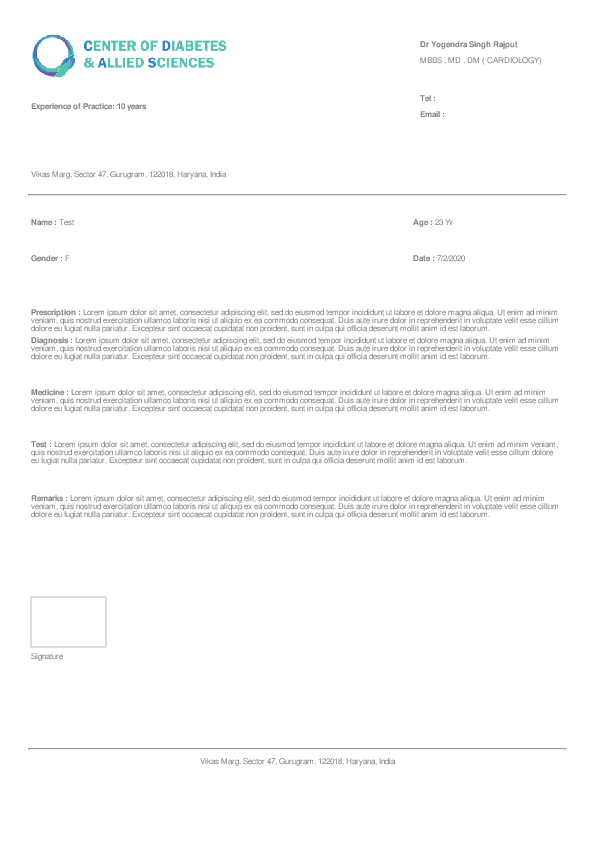 CENTER OF DIABETES
& ALLIED SCIENCES
Dr Yogendra Singh Rajput
MBBS , MD , DM ( CARDIOLOGY)
Experience of Practice: 10 years
Tel :
Email :
Vikas Marg, Sector 47, Gurugram, 122018, Haryana, India
Name : Test
Age : 23 Yr
Gender : F
Date : 7/2/2020
Prescription : Lorem ipsum dolor sit amet, consectetur adipiscing elit, sed do eiusmod tempor incididunt ut labore et dolore magna aliqua. Ut enim ad minim
veniam, quis nostrud exercitation ullamco laboris nisi ut aliquip ex ea commodo consequat. Duis aute irure dolor in reprehenderit in voluptate velit esse cillum
dolore eu fugiat nulla pariatur. Excepteur sint occaecat cupidatat non proident, sunt in culpa qui officia deserunt mollit anim id est laborum.
Diagnosis : Lorem ipsum dolor sit amet, consectetur adipiscing elit, sed do eiusmod tempor incididunt ut labore et dolore magna aliqua. Ut enim ad minim
veniam, quis nostrud exercitation ullamco laboris nisi ut aliquip ex ea commodo consequat. Duis aute irure dolor in reprehenderit in voluptate velit esse cillum
dolore eu fugiat nulla pariatur. Excepteur sint occaecat cupidatat non proident, sunt in culpa qui officia deserunt mollit anim id est laborum.
Medicine : Lorem ipsum dolor sit amet, consectetur adipiscing elit, sed do eiusmod tempor incididunt ut labore et dolore magna aliqua. Ut enim ad minim
veniam, quis nostrud exercitation ullamco laboris nisi ut aliquip ex ea commodo consequat. Duis aute irure dolor in reprehenderit in voluptate velit esse cillum
dolore eu fugiat nulla pariatur. Excepteur sint occaecat cupidatat non proident, sunt in culpa qui officia deserunt mollit anim id est laborum.
Test : Lorem ipsum dolor sit amet, consectetur adipiscing elit, sed do eiusmod tempor incididunt ut labore et dolore magna aliqua. Ut enim ad minim veniam,
quis nostrud exercitation ullamco laboris nisi ut aliquip ex ea commodo consequat. Duis aute irure dolor in reprehenderit in voluptate velit esse cillum dolore
eu fugiat nulla pariatur. Excepteur sint occaecat cupidatat non proident, sunt in culpa qui officia deserunt mollit anim id est laborum.
Remarks : Lorem ipsum dolor sit amet, consectetur adipiscing elit, sed do eiusmod tempor incididunt ut labore et dolore magna aliqua. Ut enim ad minim
veniam, quis nostrud exercitation ullamco laboris nisi ut aliquip ex ea commodo consequat. Duis aute irure dolor in reprehenderit in voluptate velit esse cillum
dolore eu fugiat nulla pariatur. Excepteur sint occaecat cupidatat non proident, sunt in culpa qui officia deserunt mollit anim id est laborum.
Signature
Vikas Marg, Sector 47, Gurugram, 122018, Haryana, India